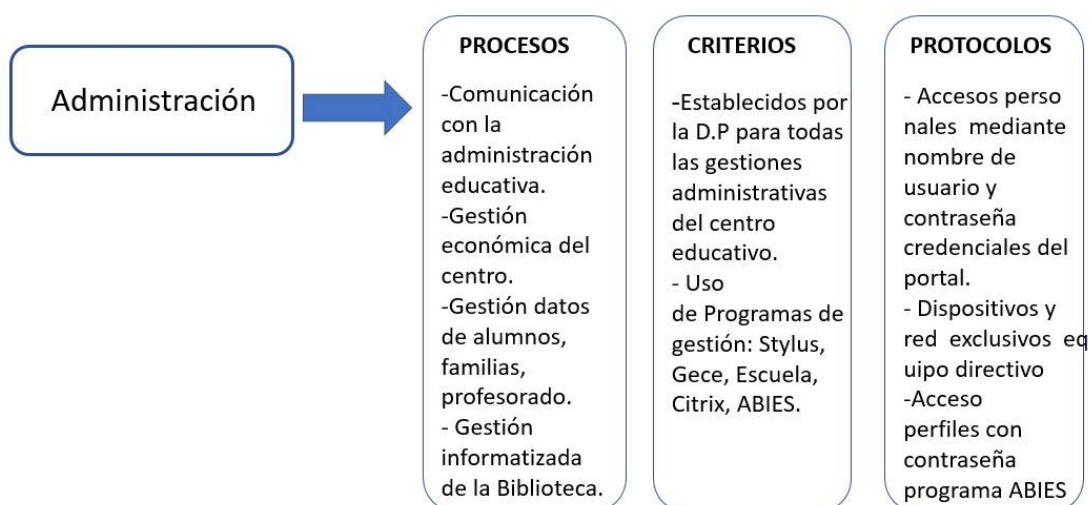 Administración
PROCESOS
-Comunicación
con la
administración
educativa.
-Gestión
económica del
centro.
-Gestión datos
de alumnos,
familias,
profesorado.
- Gestión
informatizada
de la Biblioteca.
CRITERIOS
-Establecidos por
la D.P para todas
las gestiones
administrativas
del centro
educativo.
- Uso
de Programas de
gestión: Stylus,
Gece, Escuela,
Citrix, ABIES.
PROTOCOLOS
- Accesos perso
nales mediante
nombre de
usuario y
contraseña
credenciales del
portal.
- Dispositivos y
red exclusivos eq
uipo directivo
-Acceso
perfiles con
contraseña
programa ABIES